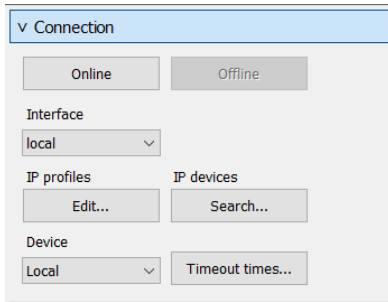 v Connection
Online Offline
Interface
local
IP profiles IP devices
Edit... Search...
Device
Local Timeout times...